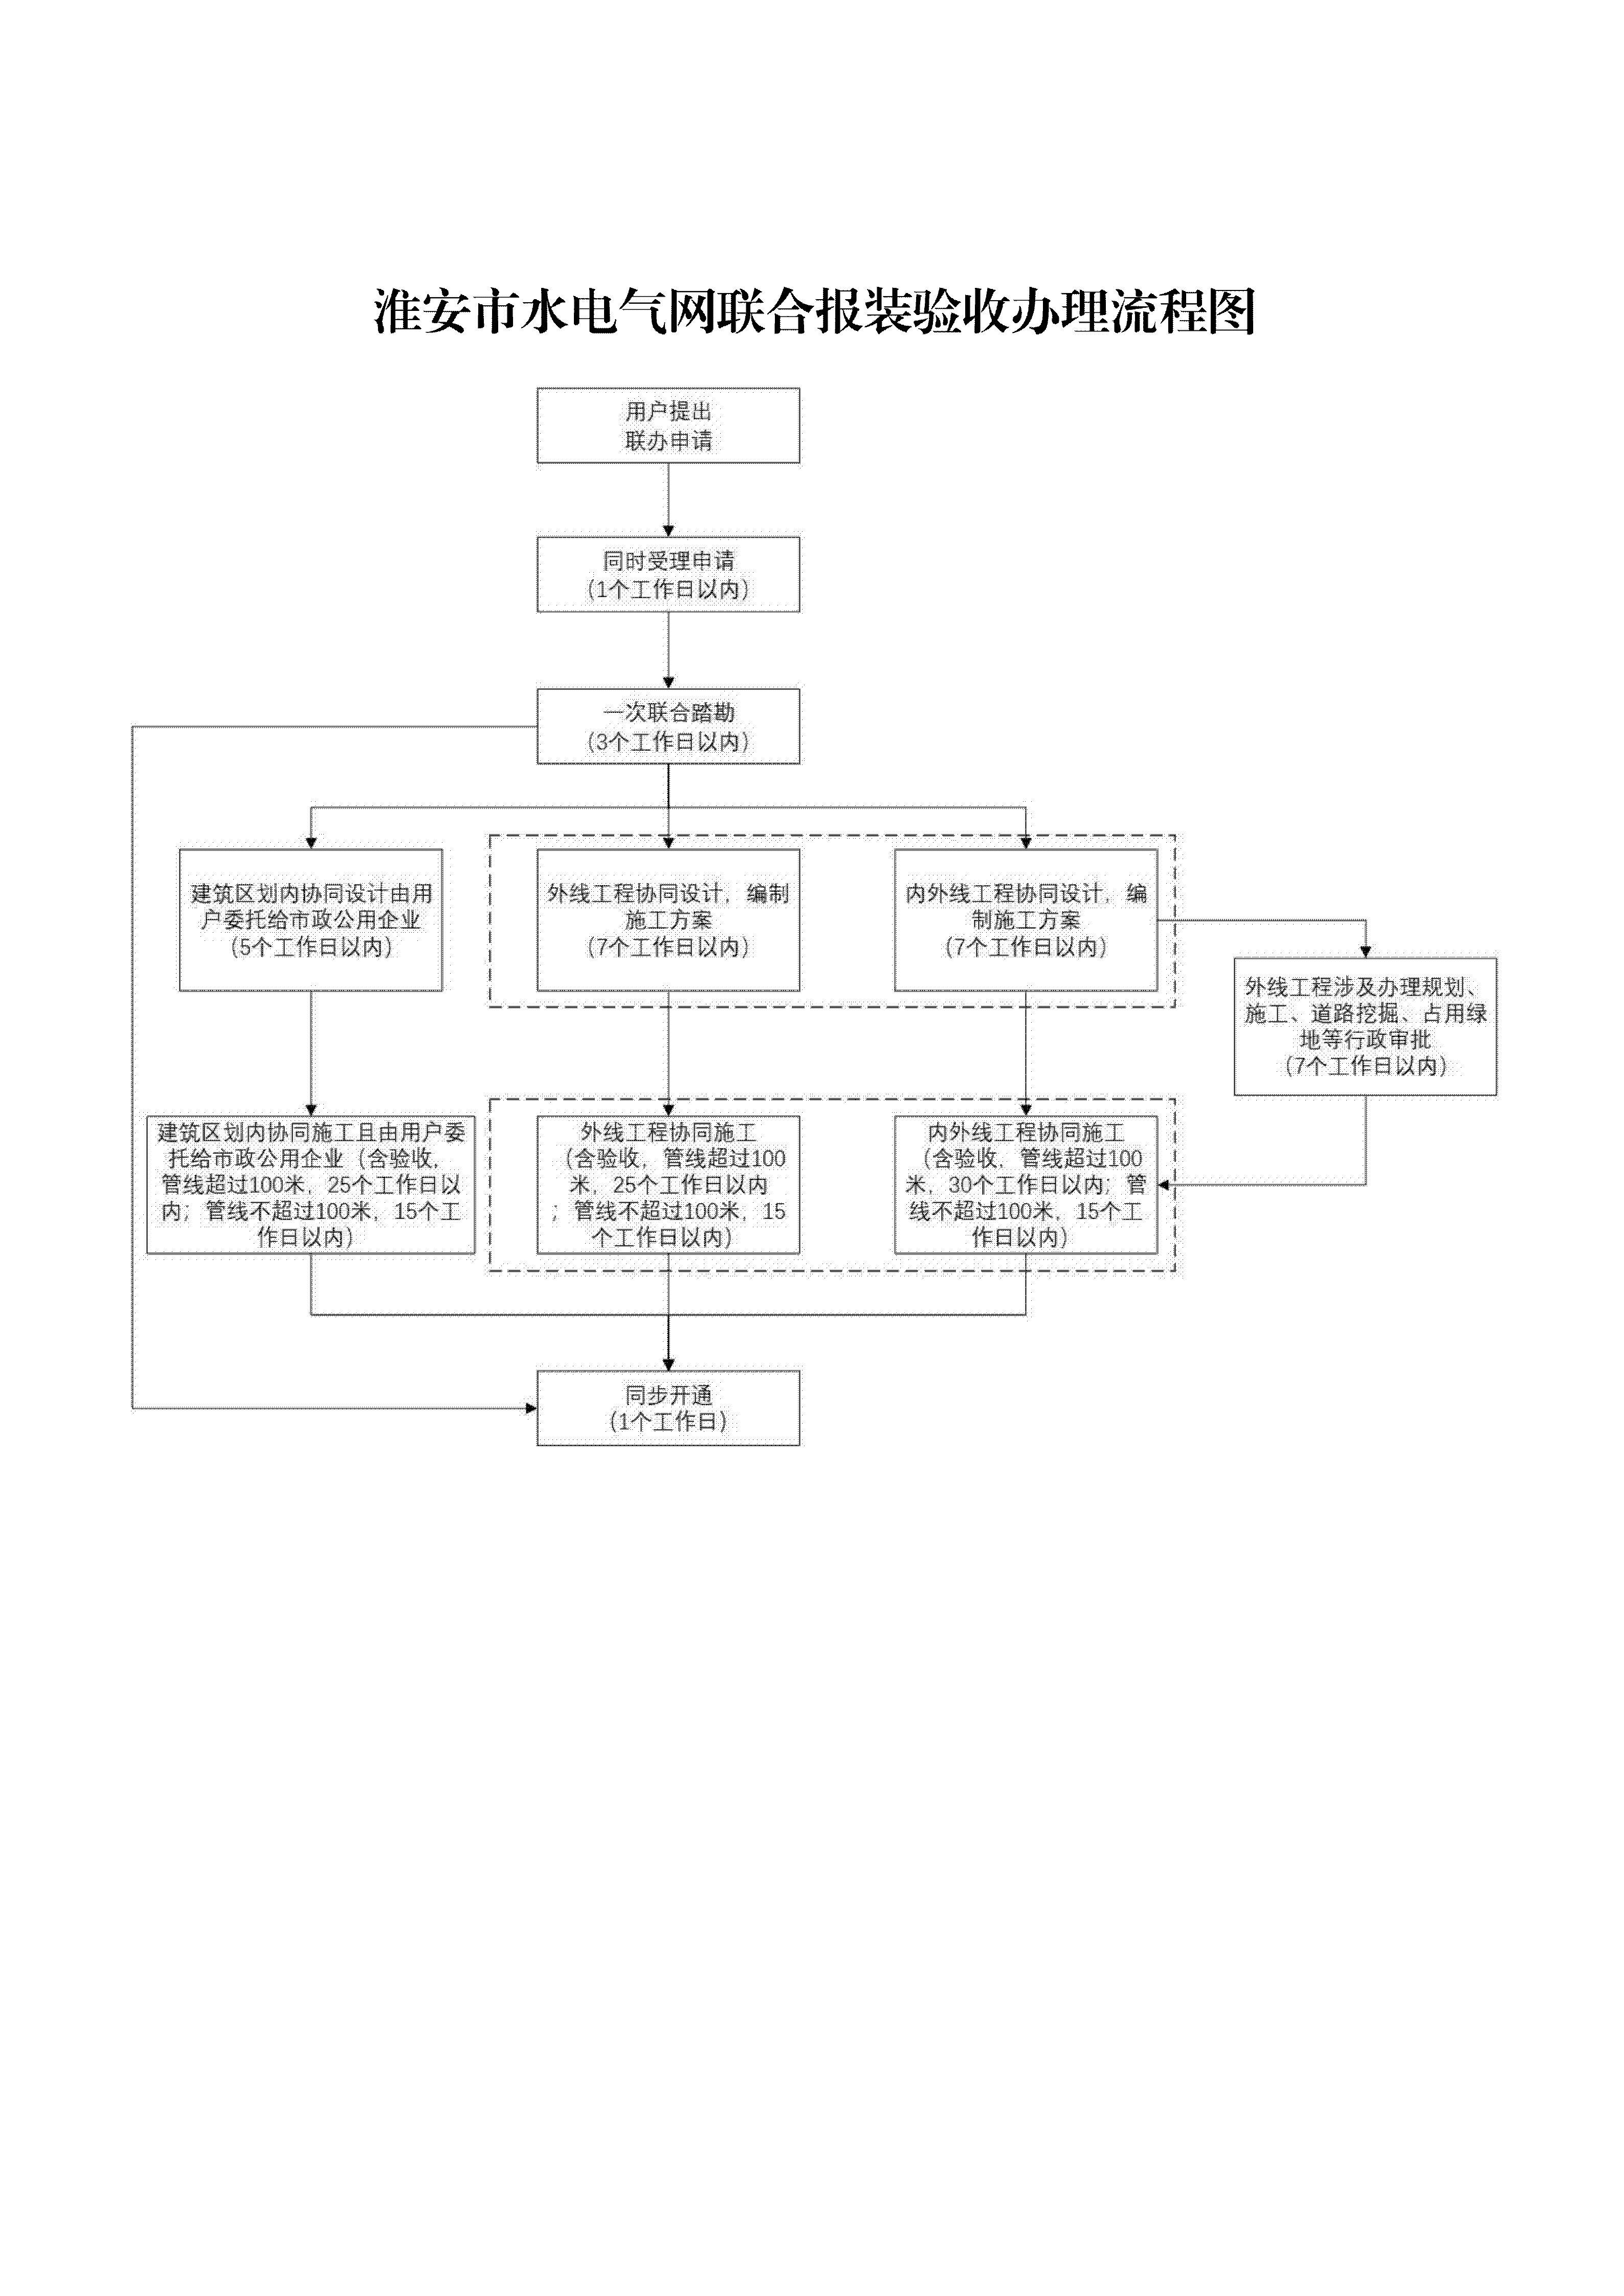 淮安市水电气网联合报装验收办理流程图
用户提出
联办申请
同时受理申请
（1个工作日以内）
一次联合踏勘
（3个工作日以内）
建筑区划内协同设计由用
户委托给市政公用企业
（5个工作日以内）
外线工程协同设计，编制
施工方案
（7个工作日以内）
内外线工程协同设计，编
制施工方案
（7个工作日以内）
外线工程涉及办理规划、
施工、道路挖掘、占用绿
地等行政审批
（7个工作日以内）
建筑区划内协同施工且由用户委
托给市政公用企业（含验收，
管线超过100米，25个工作日以
内；管线不超过100米，15个工
作日以内）
外线工程协同施工
（含验收，管线超过100
米，25个工作日以内
；管线不超过100米，15
个工作日以内）
内外线工程协同施工
（含验收，管线超过100
米，30个工作日以内；管
线不超过100米，15个工
作日以内）
同步开通
（1个工作日）